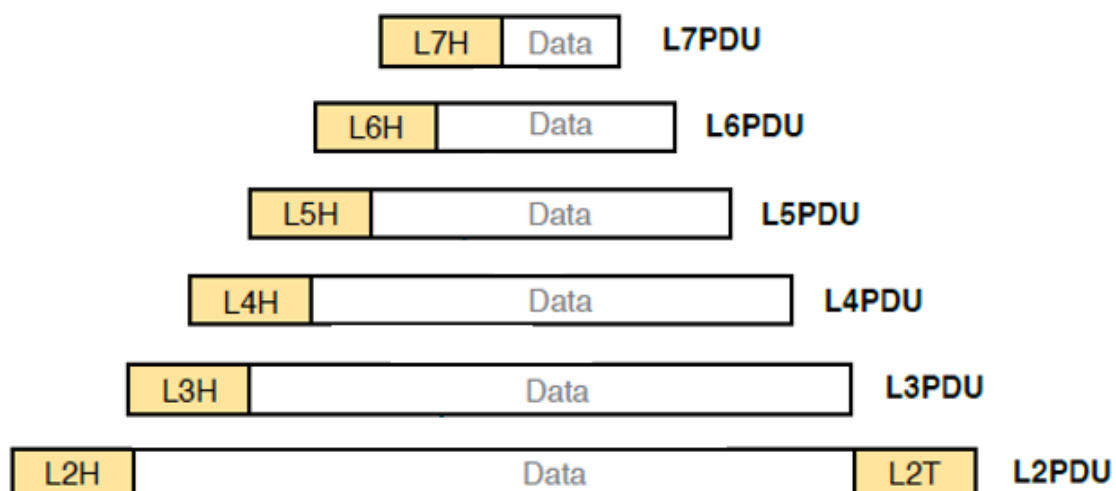 L7H Data L7PDU
L6H Data L6PDU
L5H Data L5PDU
L4H Data L4PDU
L3H Data L3PDU
L2H Data L2T L2PDU